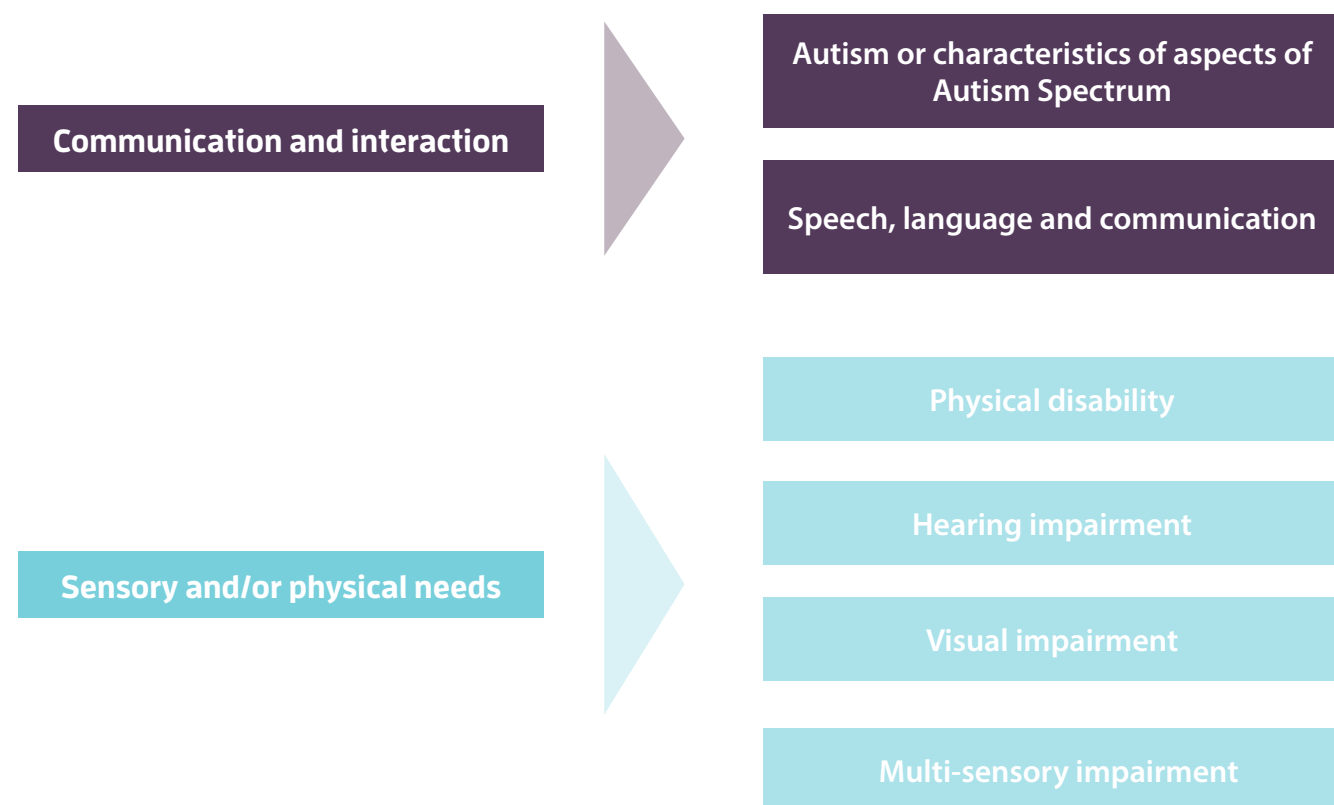 Communication and interaction
Autism or characteristics of aspects of
Autism Spectrum
Speech, language and communication
Sensory and/or physical needs
Physical disability
Hearing impairment
Visual impairment
Multi-sensory impairment